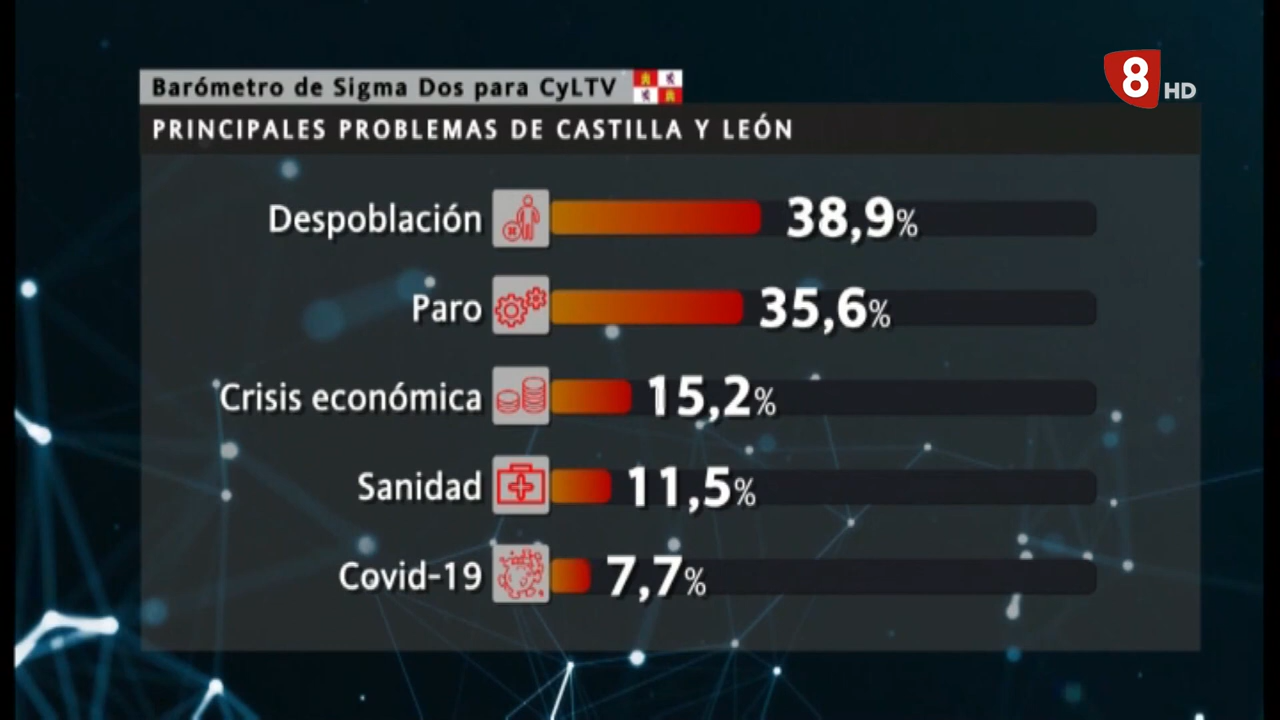 Barómetro de Sigma Dos para CyLTV
8 HD
PRINCIPALES PROBLEMAS DE CASTILLA Y LEÓN
Despoblación 38,9%
Paro 35,6%
Crisis económica 15,2%
Sanidad 11,5%
Covid-19 7,7%